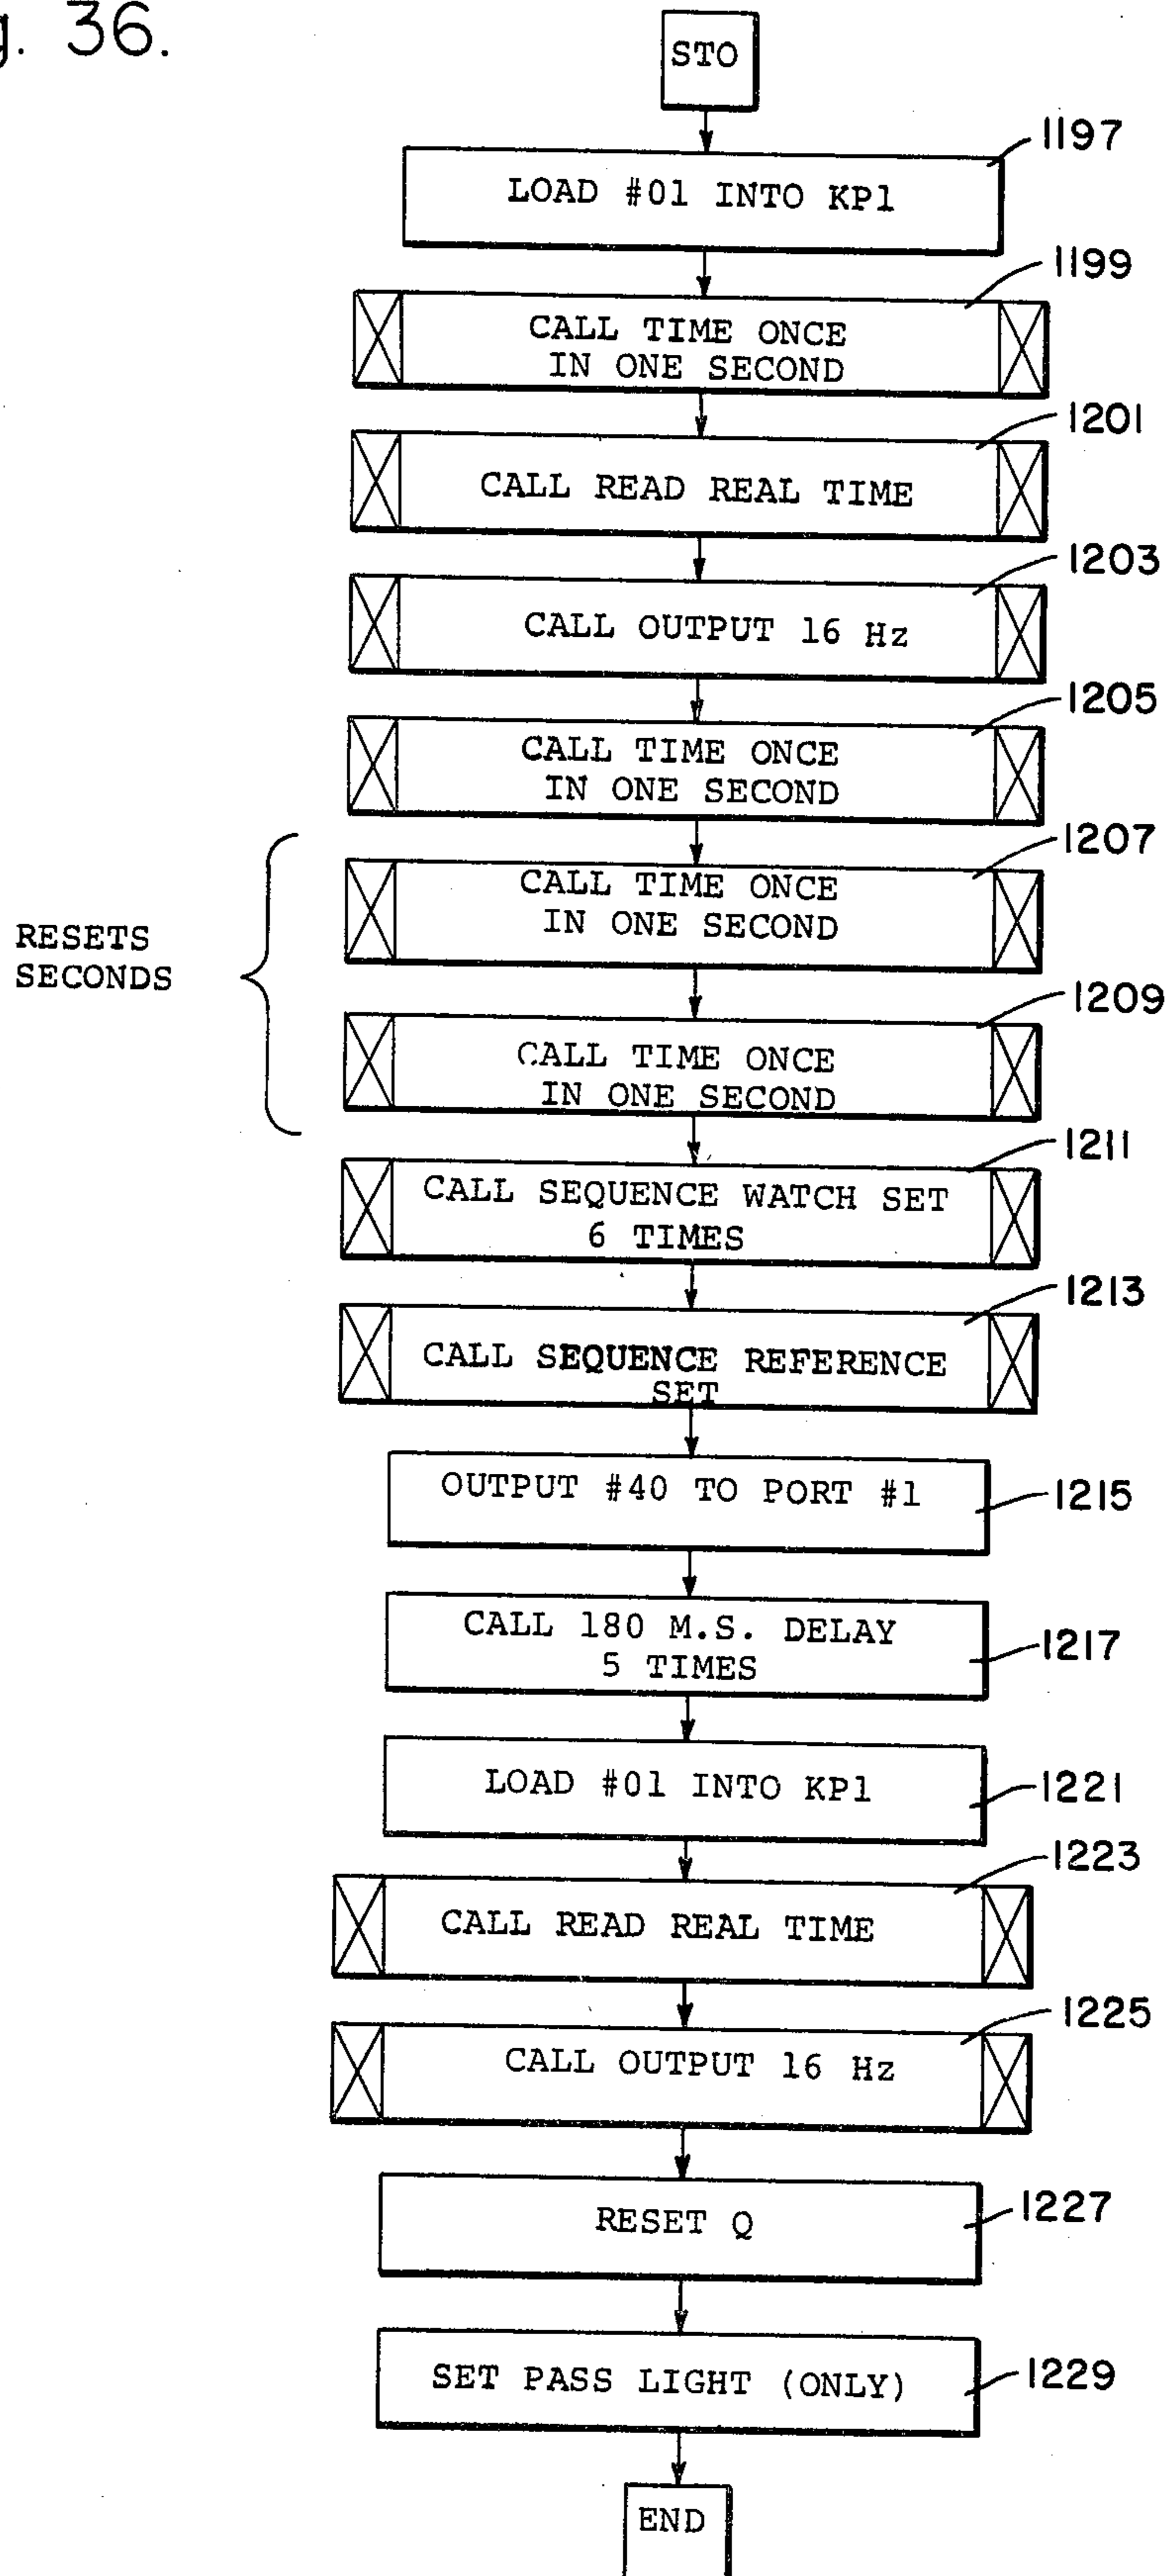 g. 36.
STO
1197
LOAD #01 INTO KP1
1199
CALL TIME ONCE
IN ONE SECOND
1201
CALL READ REAL TIME
1203
CALL OUTPUT 16 Hz
1205
CALL TIME ONCE
IN ONE SECOND
1207
CALL TIME ONCE
IN ONE SECOND
RESETS
SECONDS
1209
CALL TIME ONCE
IN ONE SECOND
1211
CALL SEQUENCE WATCH SET
6 TIMES
1213
CALL SEQUENCE REFERENCE
SET
OUTPUT #40 TO PORT #1
1215
CALL 180 M.S. DELAY
5 TIMES
1217
LOAD #01 INTO KP1
1221
1223
CALL READ REAL TIME
1225
CALL OUTPUT 16 Hz
RESET Q
1227
SET PASS LIGHT (ONLY)
1229
END